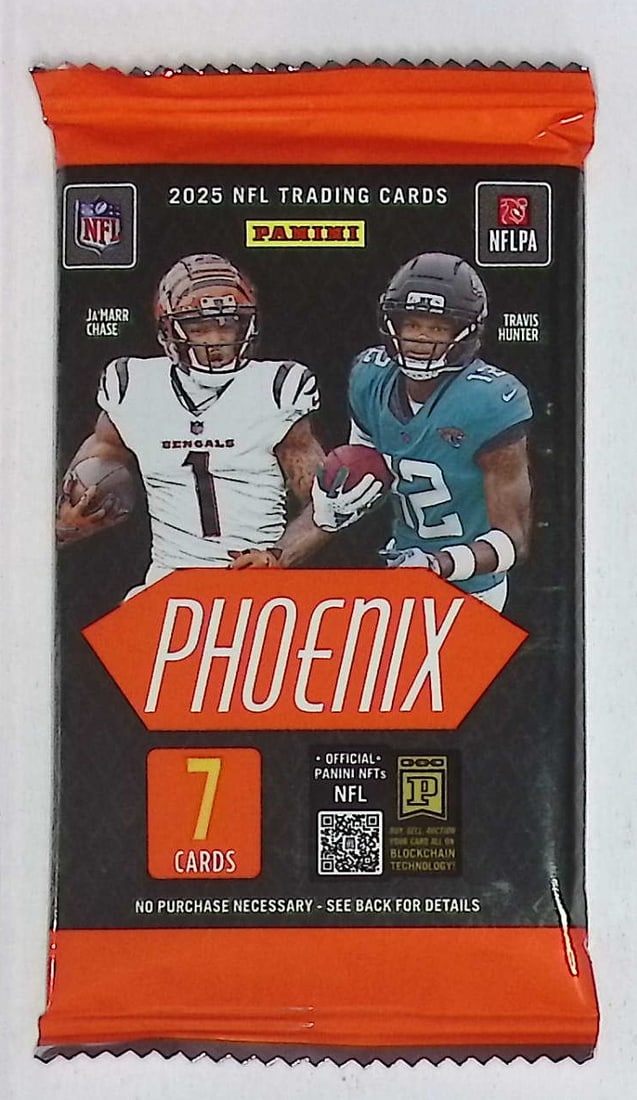 2025 NFL TRADING CARDS
PANINI
NFL
NFLPA
JA'MARR
CHASE
TRAVIS
HUNTER
12
BENGALS
1
12
PHOENIX
7
CARDS
• OFFICIAL •
PANINI NFTs
NFL
P
BUY, SELL, AUCTION
YOUR CARD ALL ON
BLOCKCHAIN
TECHNOLOGY!
NO PURCHASE NECESSARY - SEE BACK FOR DETAILS